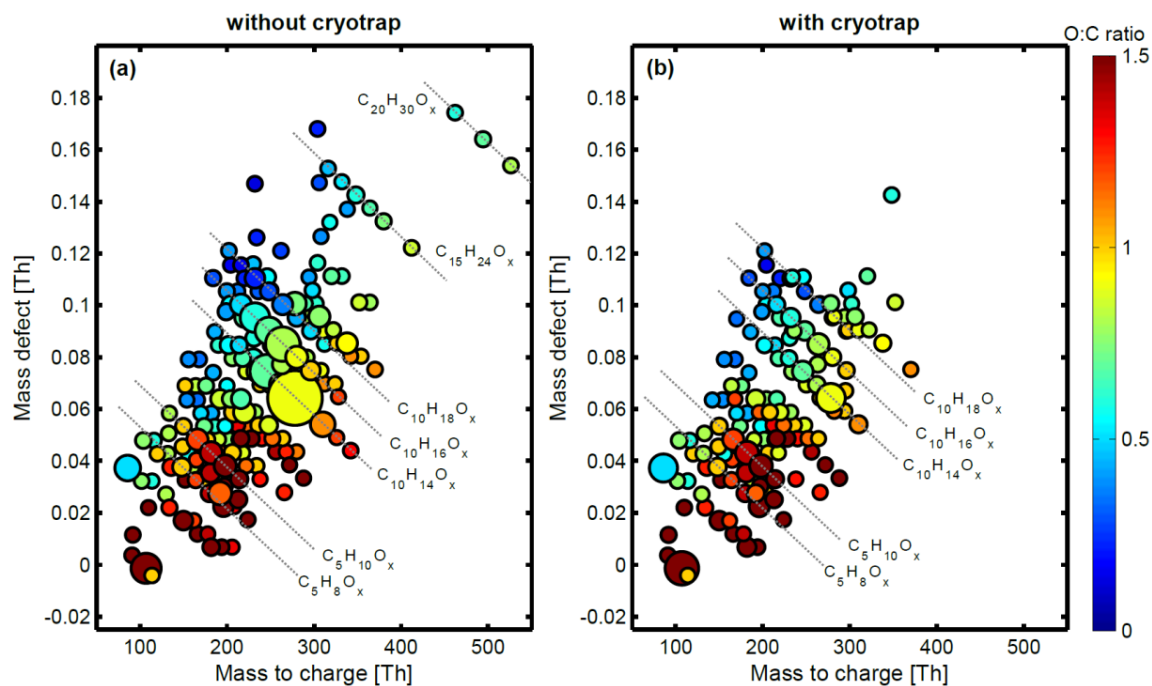 without cryotrap
with cryotrap
O:C ratio
(a)
(b)
C₂₀H₃₀Oₓ
C₁₅H₂₄Oₓ
C₁₀H₁₈Oₓ
C₁₀H₁₆Oₓ
C₁₀H₁₄Oₓ
C₅H₁₀Oₓ
C₅H₈Oₓ
C₁₀H₁₈Oₓ
C₁₀H₁₆Oₓ
C₁₀H₁₄Oₓ
C₅H₁₀Oₓ
C₅H₈Oₓ
Mass defect [Th]
0.18
0.16
0.14
0.12
0.1
0.08
0.06
0.04
0.02
0
-0.02
100 200 300 400 500
Mass to charge [Th]
Mass defect [Th]
0.18
0.16
0.14
0.12
0.1
0.08
0.06
0.04
0.02
0
-0.02
100 200 300 400 500
Mass to charge [Th]
1.5
1
0.5
0